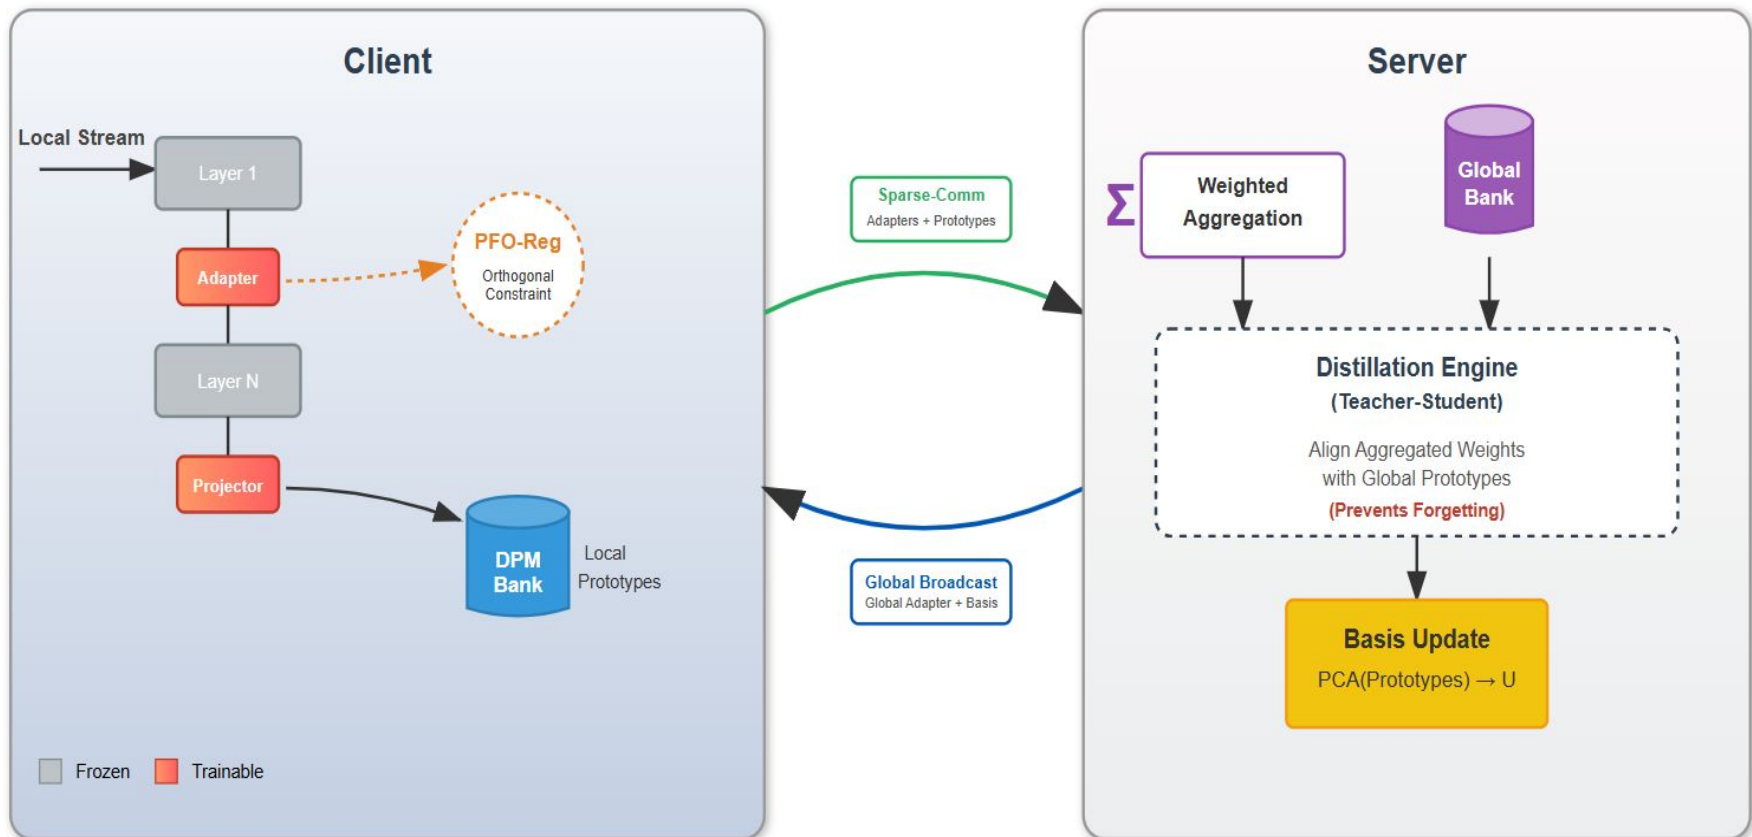 Client
Local Stream
Layer 1
Adapter
PFO-Reg
Orthogonal
Constraint
Layer N
Projector
DPM
Bank
Local
Prototypes
Frozen
Trainable
Sparse-Comm
Adapters + Prototypes
Global Broadcast
Global Adapter + Basis
Server
Σ
Weighted
Aggregation
Global
Bank
Distillation Engine
(Teacher-Student)
Align Aggregated Weights
with Global Prototypes
(Prevents Forgetting)
Basis Update
PCA(Prototypes) → U